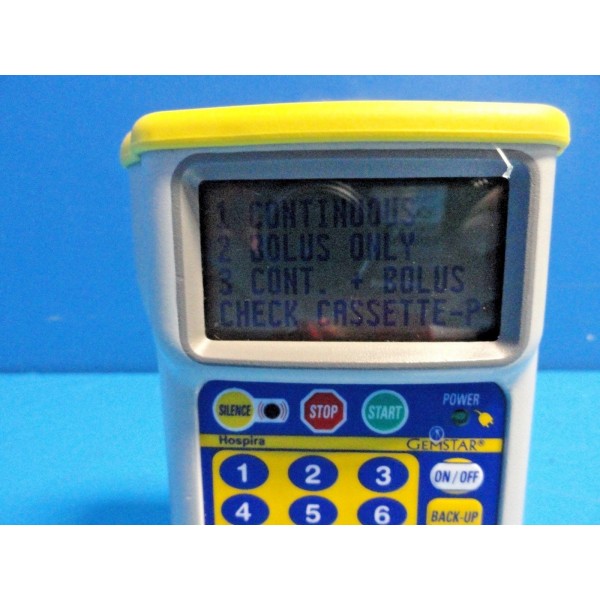 1 CONTINUOUS
2 BOLUS ONLY
3 CONT. + BOLUS
CHECK CASSETTE-P
SILENCE STOP START POWER
Hospira GEMSTAR®
1 2 3 ON/OFF
4 5 6 BACK-UP